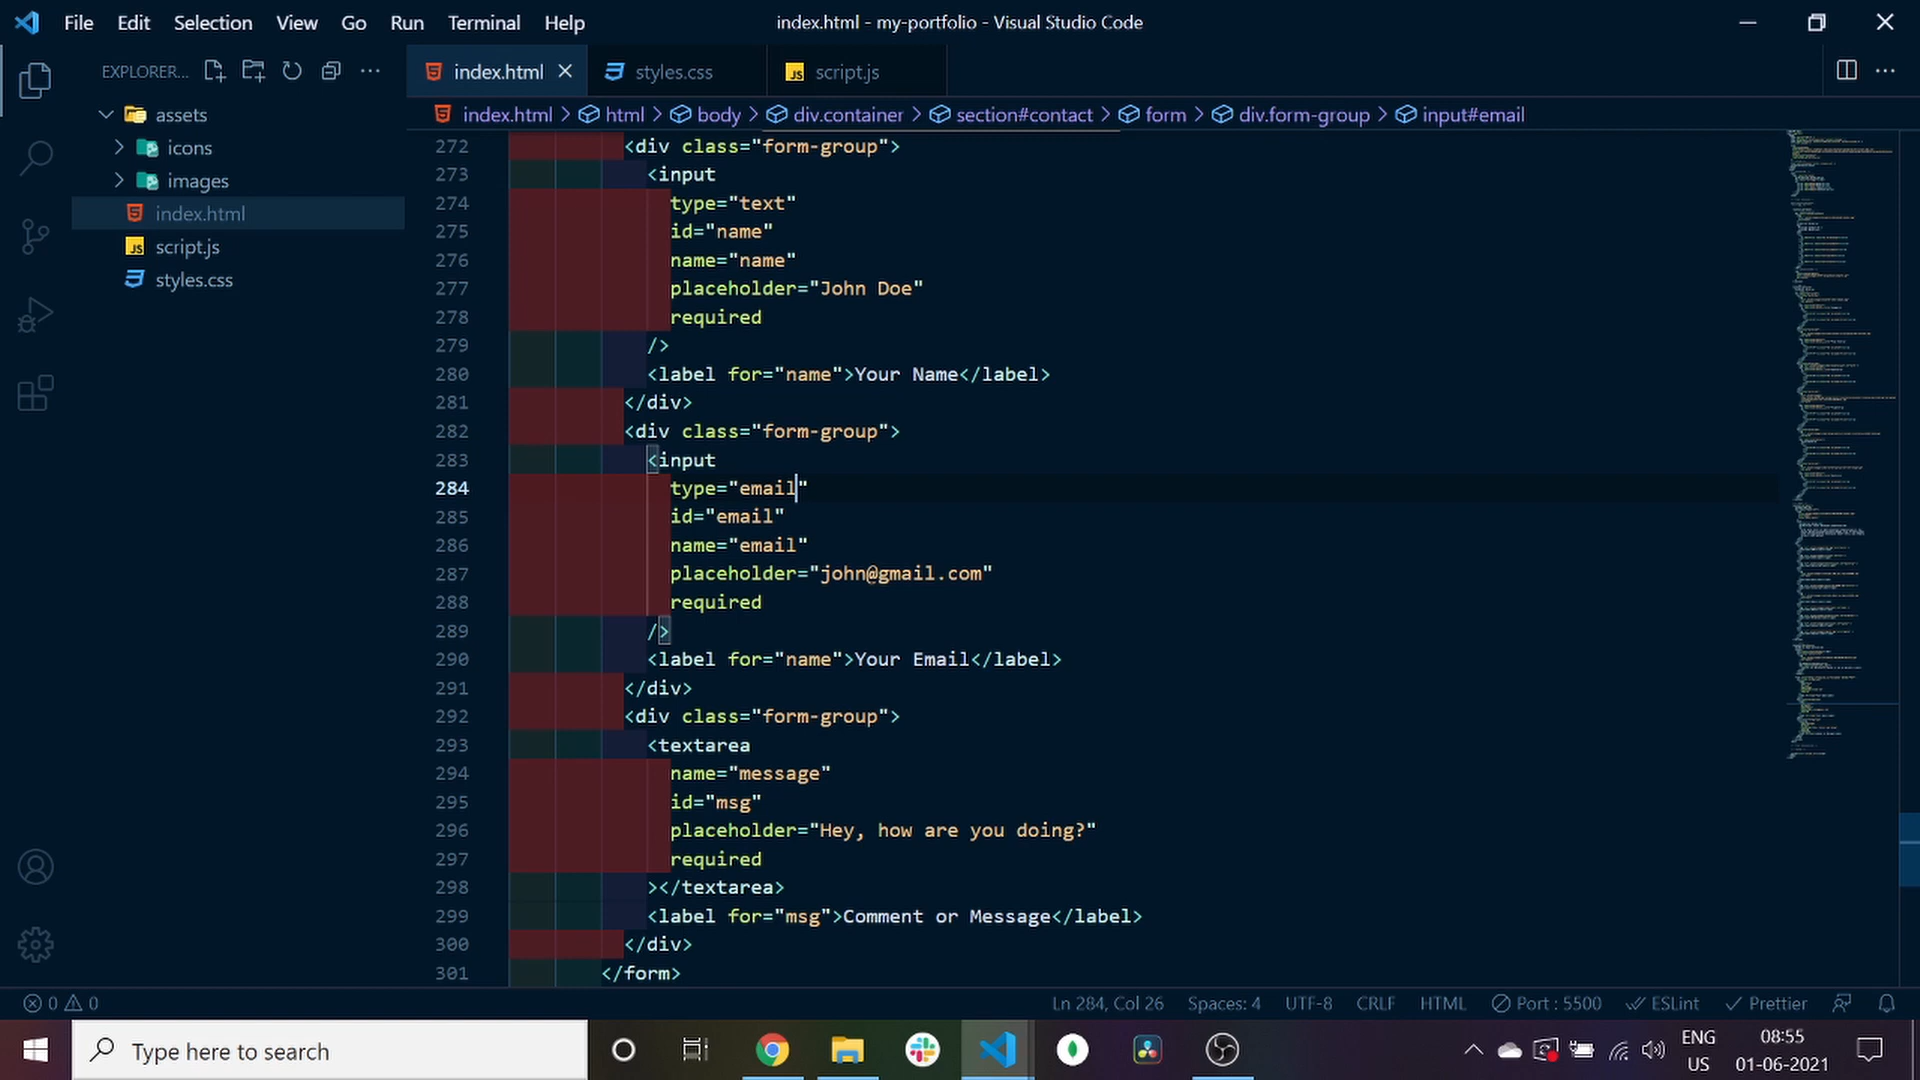 File Edit Selection View Go Run Terminal Help
index.html - my-portfolio - Visual Studio Code
EXPLORER...
index.html
styles.css
JS script.js
index.html > html > body > div.container > section#contact > form > div.form-group > input#email
assets
icons
images
index.html
JS script.js
styles.css
272 <div class="form-group">
273 <input
274 type="text"
275 id="name"
276 name="name"
277 placeholder="John Doe"
278 required
279 />
280 <label for="name">Your Name</label>
281 </div>
282 <div class="form-group">
283 <input
284 type="email"
285 id="email"
286 name="email"
287 placeholder="john@gmail.com"
288 required
289 />
290 <label for="name">Your Email</label>
291 </div>
292 <div class="form-group">
293 <textarea
294 name="message"
295 id="msg"
296 placeholder="Hey, how are you doing?"
297 required
298 ></textarea>
299 <label for="msg">Comment or Message</label>
300 </div>
301 </form>
0 0
Ln 284, Col 26 Spaces: 4 UTF-8 CRLF HTML Port : 5500 ESLint Prettier
Type here to search
ENG
US
08:55
01-06-2021